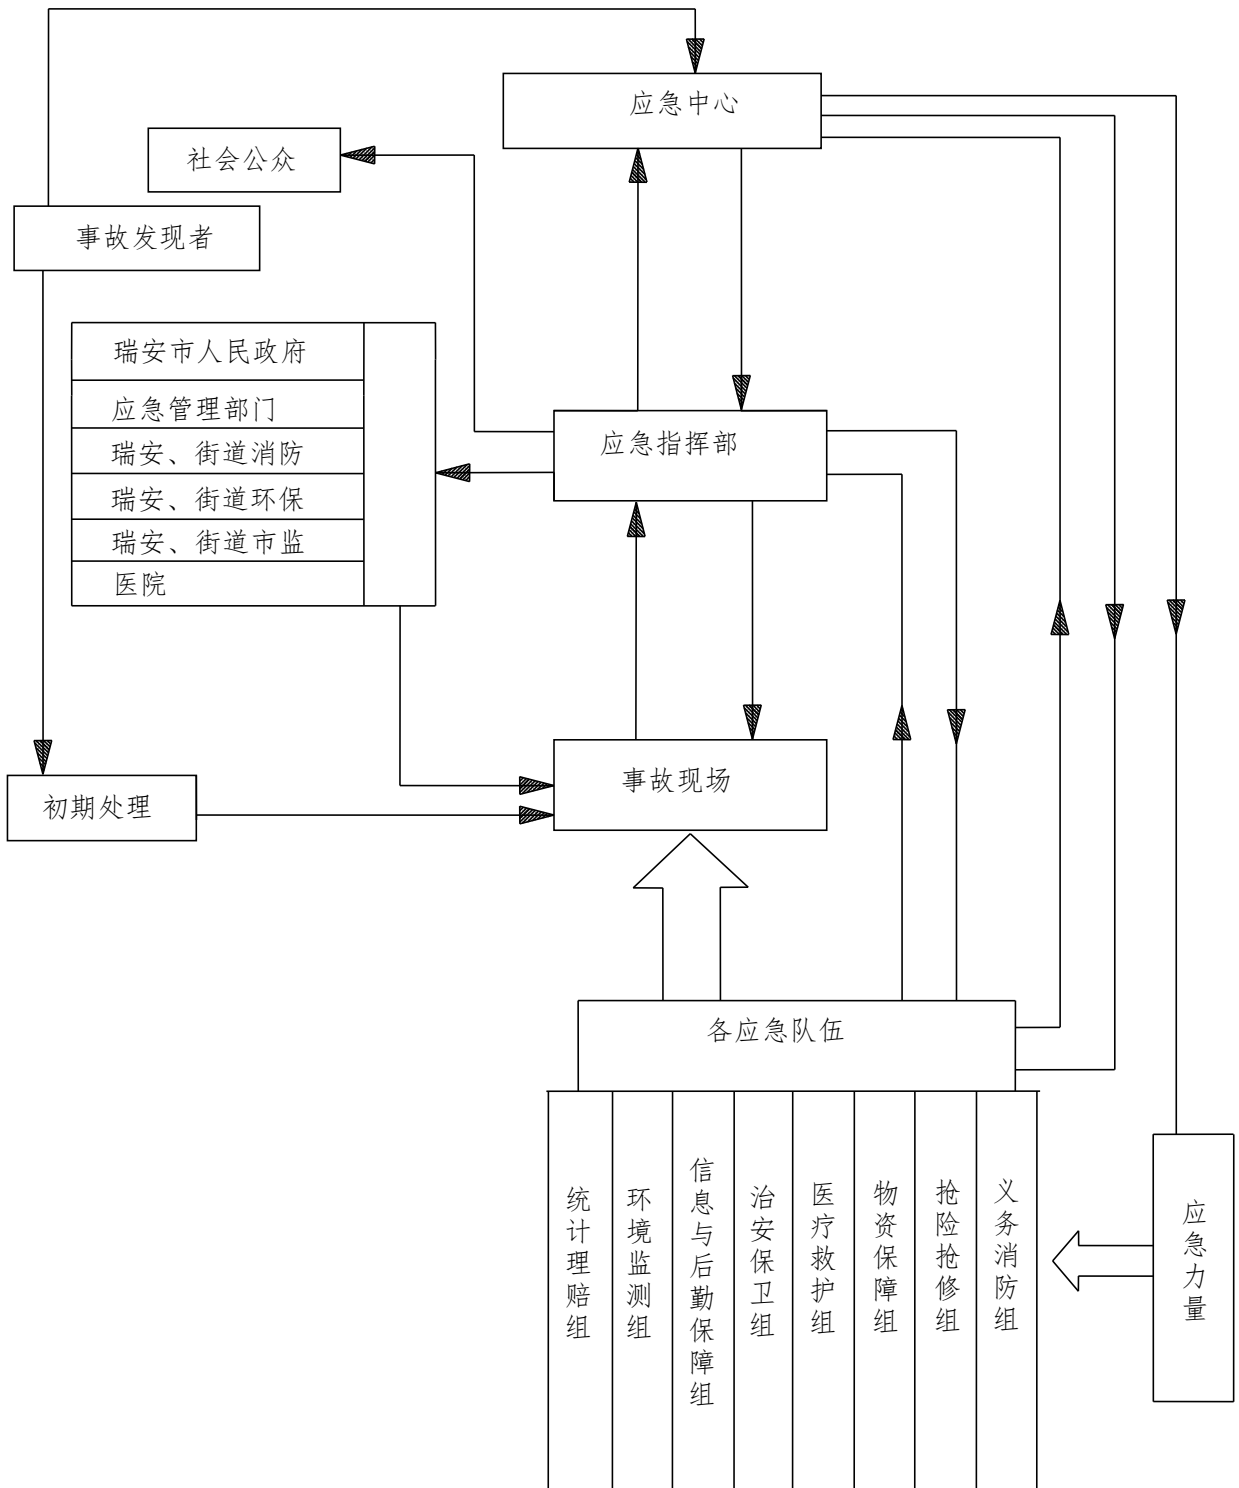 应急中心
社会公众
事故发现者
瑞安市人民政府
应急管理部门
瑞安、街道消防
瑞安、街道环保
瑞安、街道市监
医院
应急指挥部
事故现场
初期处理
各应急队伍
统计理赔组
环境监测组
信息与后勤保障组
治安保卫组
医疗救护组
物资保障组
抢险抢修组
义务消防组
应急力量